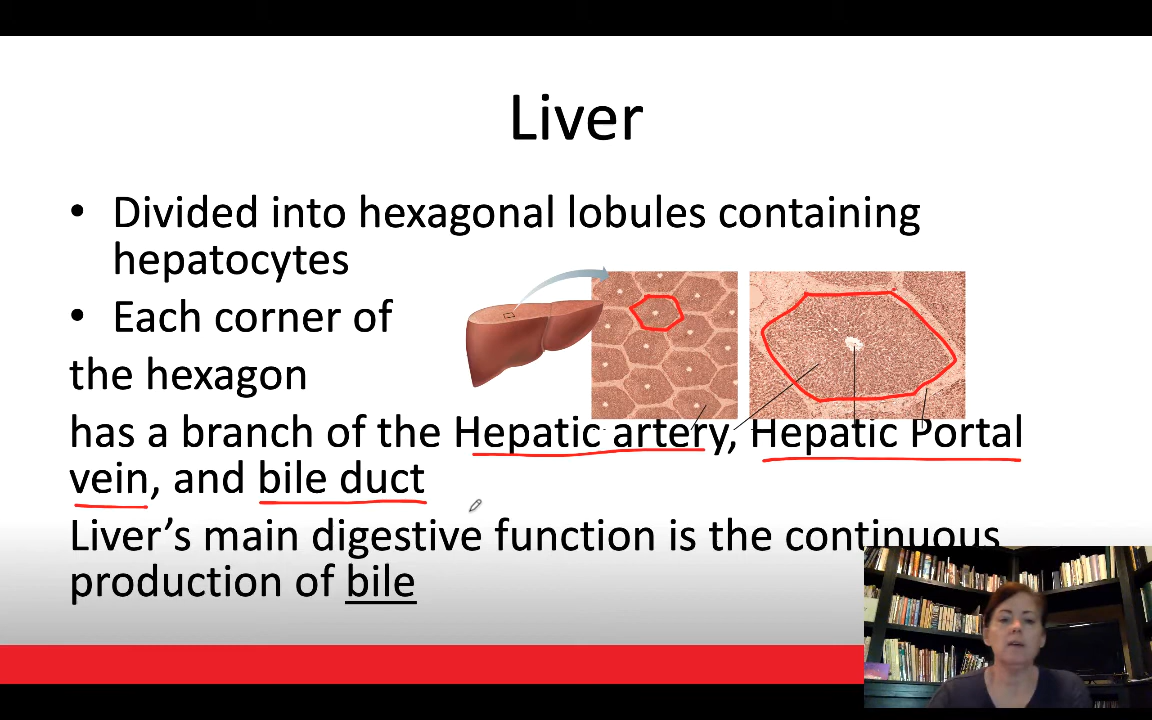 Liver
• Divided into hexagonal lobules containing
hepatocytes
• Each corner of
the hexagon
has a branch of the Hepatic artery, Hepatic Portal
vein, and bile duct
Liver's main digestive function is the continuous
production of bile